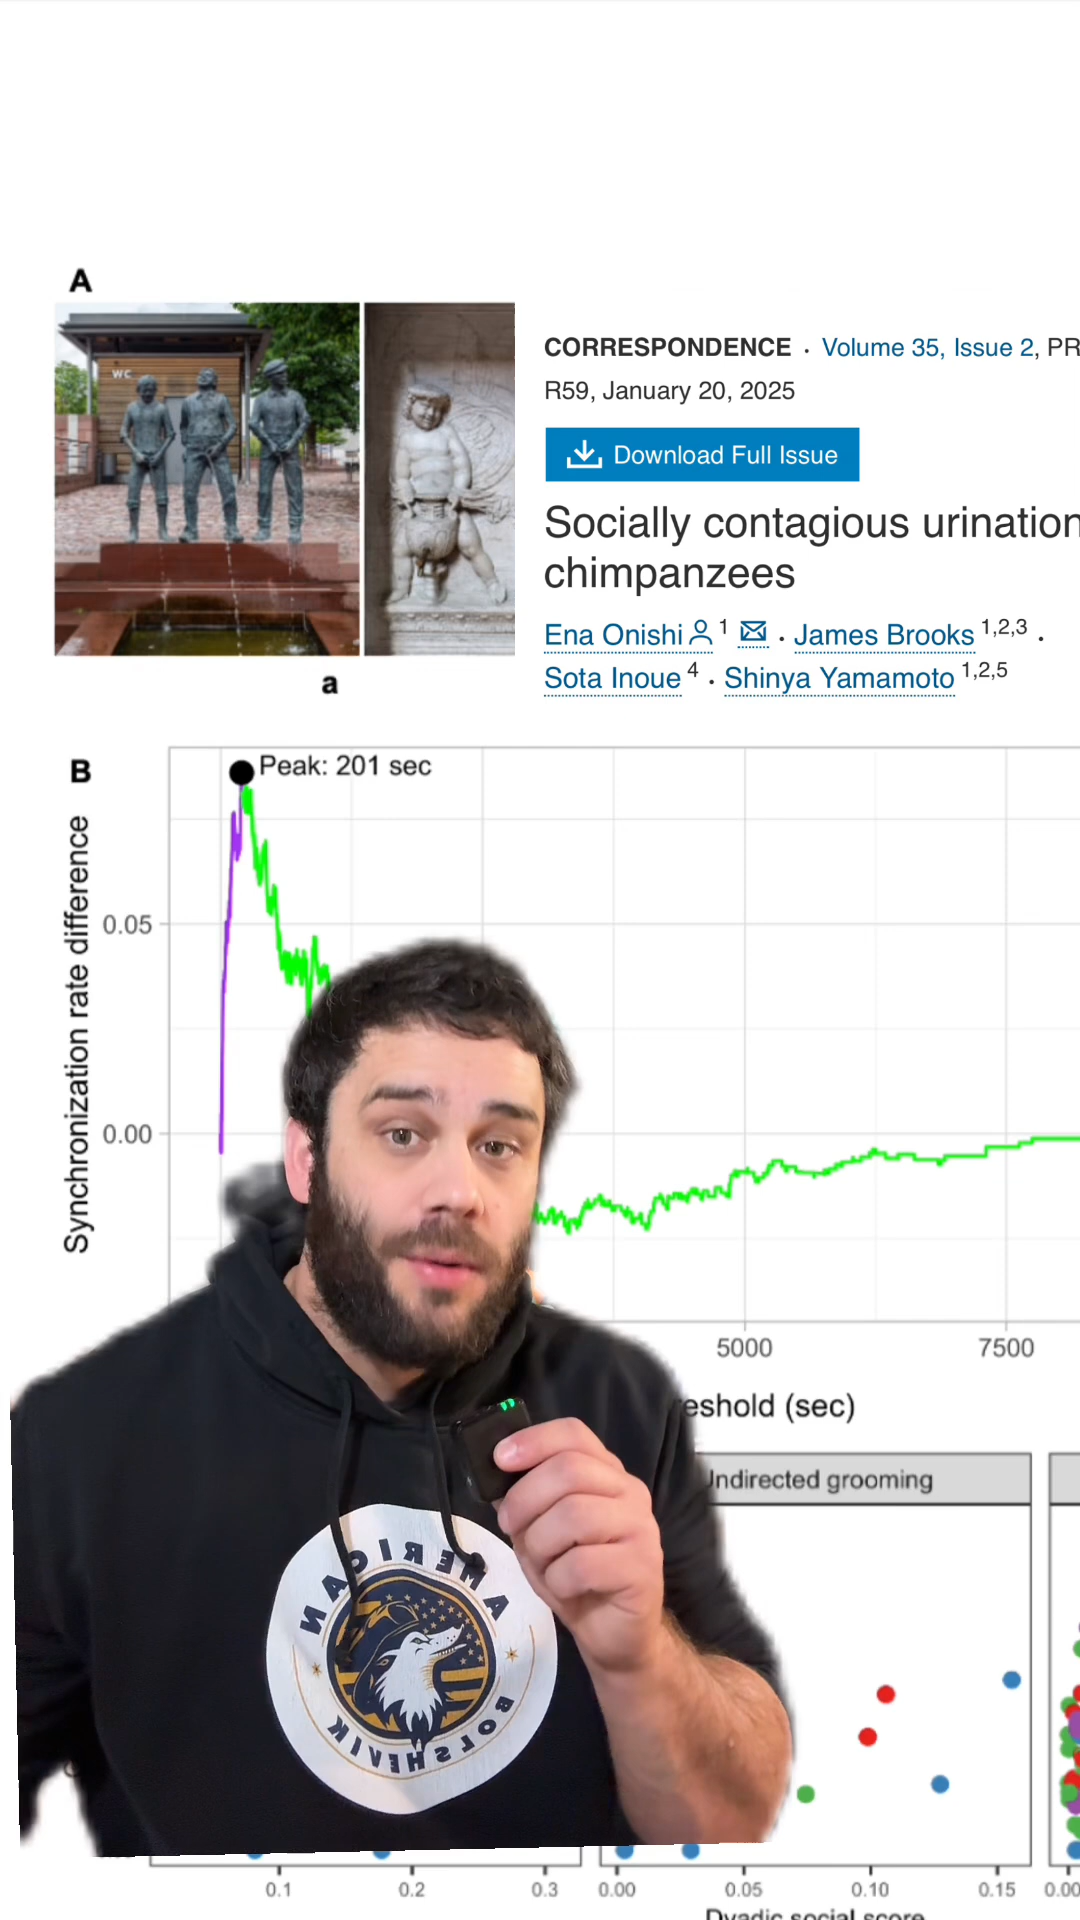 A
WC
CORRESPONDENCE · Volume 35, Issue 2, PR
R59, January 20, 2025
Download Full Issue
Socially contagious urination
chimpanzees
Ena Onishi 1 · James Brooks 1,2,3 ·
Sota Inoue 4 · Shinya Yamamoto 1,2,5
a
B
Peak: 201 sec
Synchronization rate difference
0.05
0.00
5000
7500
eshold (sec)
Undirected grooming
AMERICAN
BOLSHEVIK
0.1
0.2
0.3
0.00
0.05
0.10
0.15
0.00
Dyadic social score